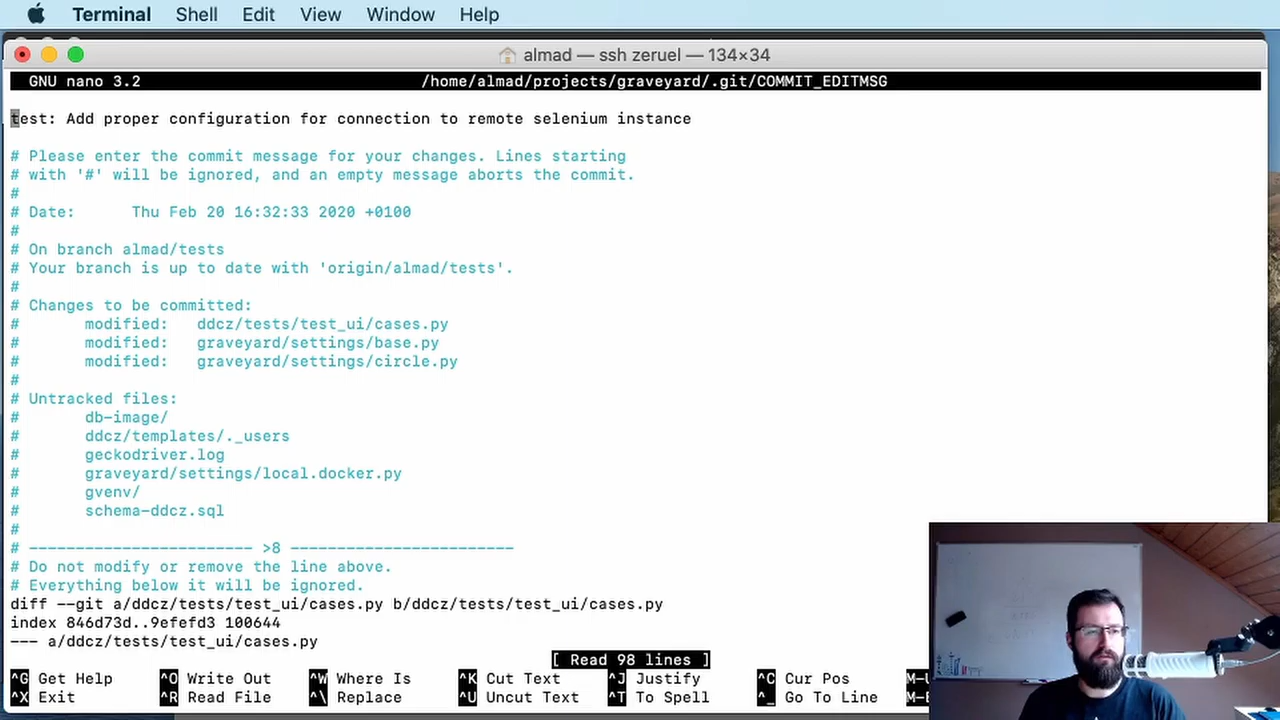 Terminal Shell Edit View Window Help
almad — ssh zeruel — 134×34
GNU nano 3.2 /home/almad/projects/graveyard/.git/COMMIT_EDITMSG
test: Add proper configuration for connection to remote selenium instance
# Please enter the commit message for your changes. Lines starting
# with '#' will be ignored, and an empty message aborts the commit.
#
# Date:      Thu Feb 20 16:32:33 2020 +0100
#
# On branch almad/tests
# Your branch is up to date with 'origin/almad/tests'.
#
# Changes to be committed:
#       modified:   ddcz/tests/test_ui/cases.py
#       modified:   graveyard/settings/base.py
#       modified:   graveyard/settings/circle.py
#
# Untracked files:
#       db-image/
#       ddcz/templates/._users
#       geckodriver.log
#       graveyard/settings/local.docker.py
#       gvenv/
#       schema-ddcz.sql
#
# ------------------------ >8 ------------------------
# Do not modify or remove the line above.
# Everything below it will be ignored.
diff --git a/ddcz/tests/test_ui/cases.py b/ddcz/tests/test_ui/cases.py
index 846d73d..9efefd3 100644
--- a/ddcz/tests/test_ui/cases.py
[ Read 98 lines ]
^G Get Help ^O Write Out ^W Where Is ^K Cut Text ^J Justify ^C Cur Pos
^X Exit ^R Read File ^\ Replace ^U Uncut Text ^T To Spell ^_ Go To Line